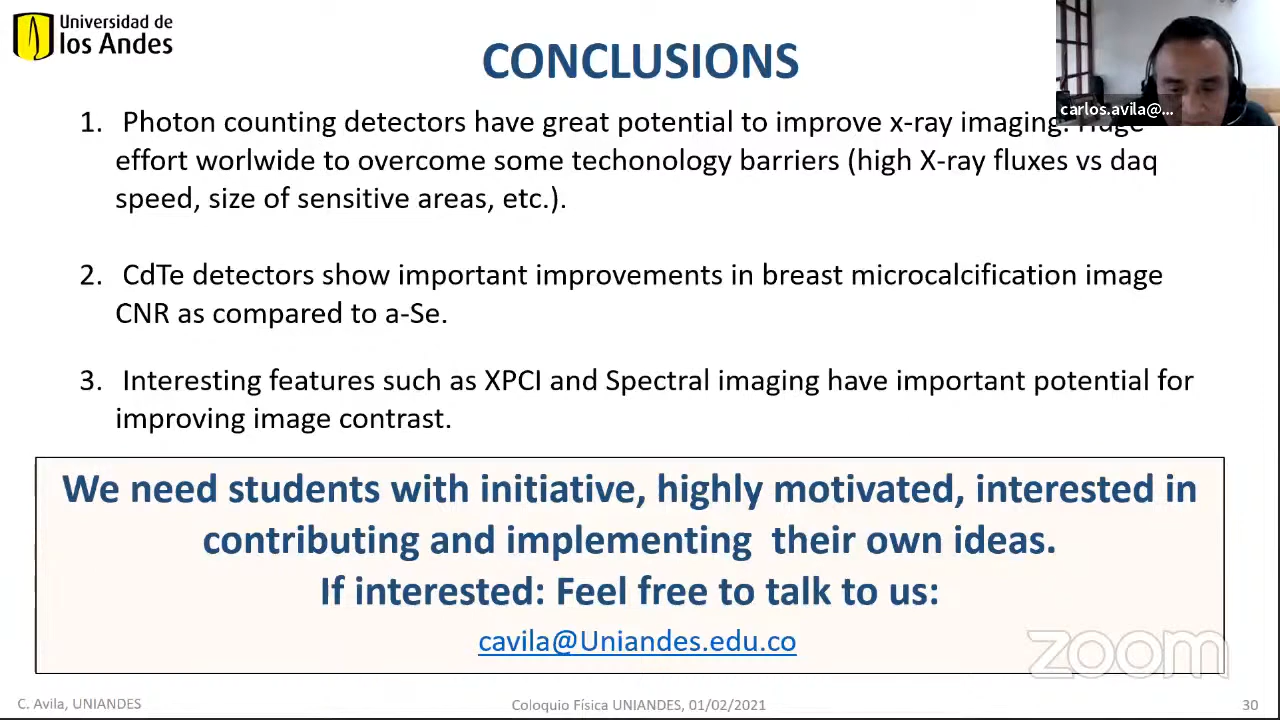 Universidad de
los Andes
CONCLUSIONS
carlos.avila@...
1. Photon counting detectors have great potential to improve x-ray imaging. Huge
effort worlwide to overcome some techonology barriers (high X-ray fluxes vs daq
speed, size of sensitive areas, etc.).
2. CdTe detectors show important improvements in breast microcalcification image
CNR as compared to a-Se.
3. Interesting features such as XPCI and Spectral imaging have important potential for
improving image contrast.
We need students with initiative, highly motivated, interested in
contributing and implementing their own ideas.
If interested: Feel free to talk to us:
cavila@Uniandes.edu.co
zoom
C. Avila, UNIANDES
Coloquio Física UNIANDES, 01/02/2021
30